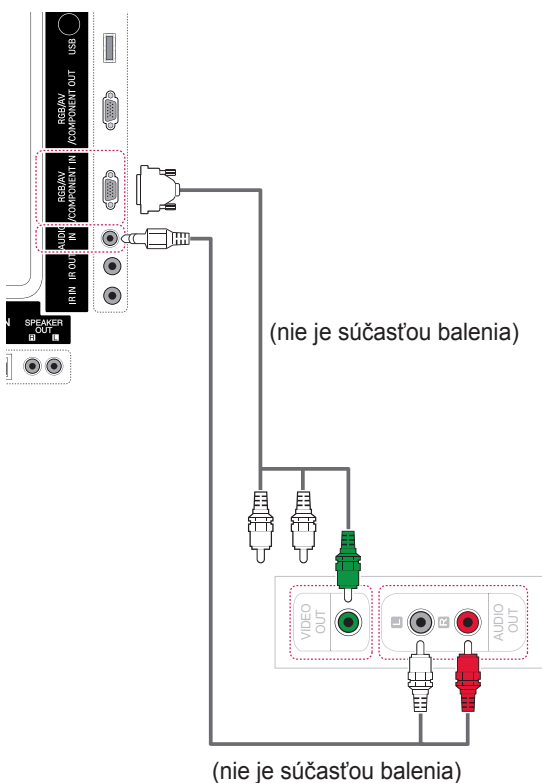 USB
RGB/AV
/COMPONENT OUT
RGB/AV
/COMPONENT IN
AUDIO
IN
IR OUT
IR IN
N
SPEAKER
OUT
R L
(nie je súčasťou balenia)
VIDEO
OUT
L R
AUDIO
OUT
(nie je súčasťou balenia)